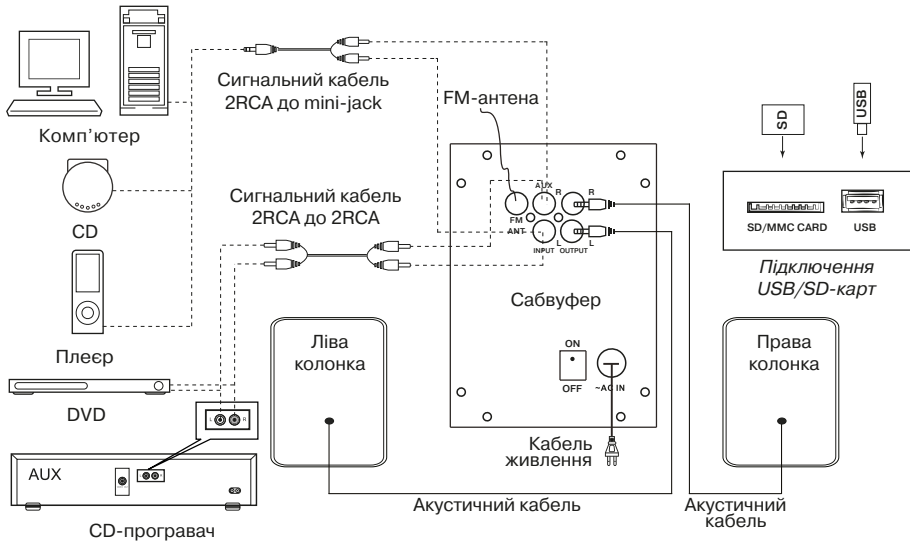 Комп’ютер
CD
Плеєр
DVD
L
R
AUX
CD-програвач
Сигнальний кабель
2RCA до mini-jack
Сигнальний кабель
2RCA до 2RCA
FM-антена
AUX
R
R
FM
ANT
L
L
INPUT
OUTPUT
Сабвуфер
ON
OFF
~AC IN
Кабель
живлення
Ліва
колонка
Акустичний кабель
SD
USB
SD/MMC CARD
USB
Підключення
USB/SD-карт
Права
колонка
Акустичний
кабель